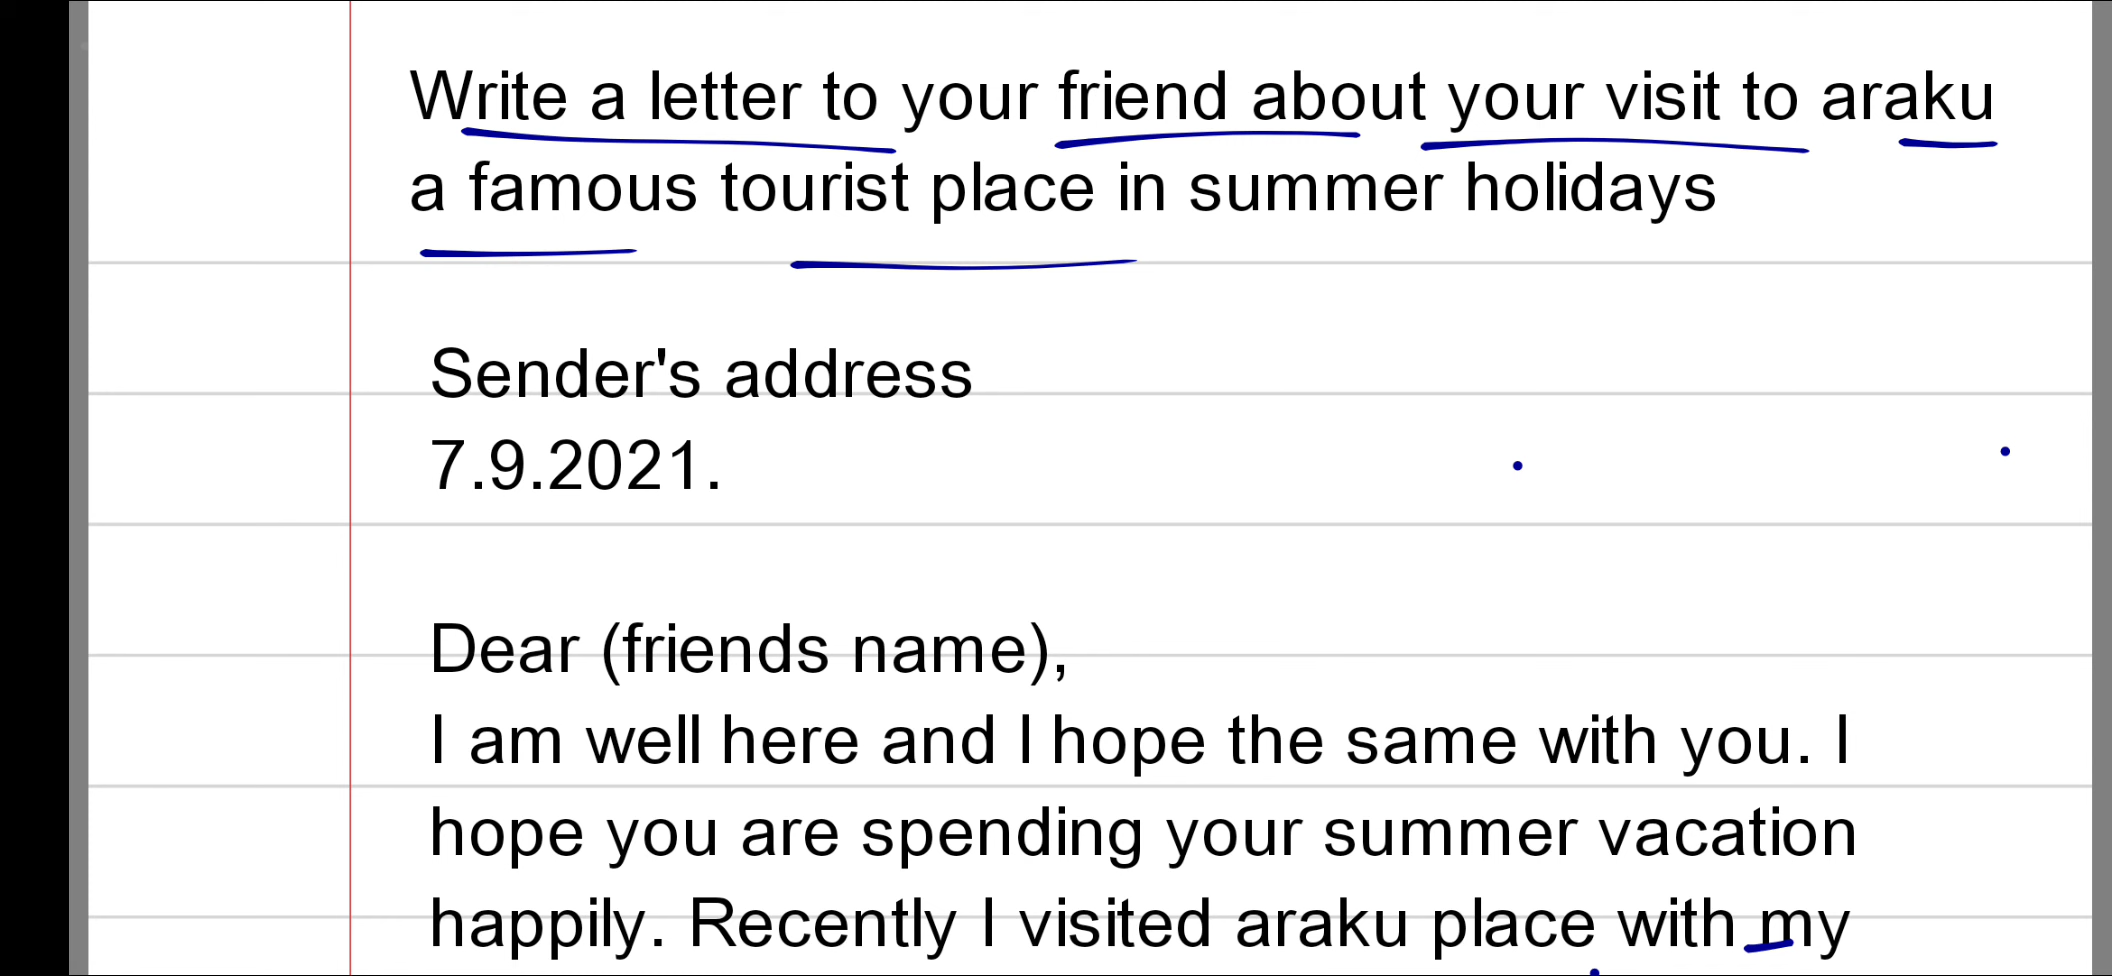 Write a letter to your friend about your visit to araku
a famous tourist place in summer holidays
Sender's address
7.9.2021.
Dear (friends name),
I am well here and I hope the same with you. I
hope you are spending your summer vacation
happily. Recently I visited araku place with my